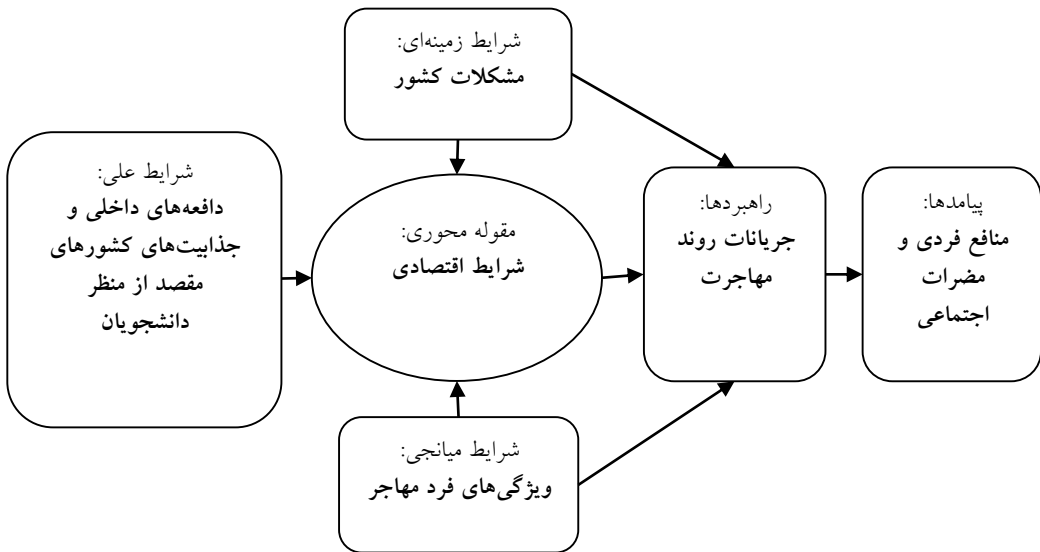 شرایط زمینه‌ای:
مشکلات کشور
شرایط علی:
دافعه‌های داخلی و
جذابیت‌های کشورهای
مقصد از منظر
دانشجویان
مقوله محوری:
شرایط اقتصادی
راهبردها:
جریانات روند
مهاجرت
پیامدها:
منافع فردی و
مضرات
اجتماعی
شرایط میانجی:
ویژگی‌های فرد مهاجر